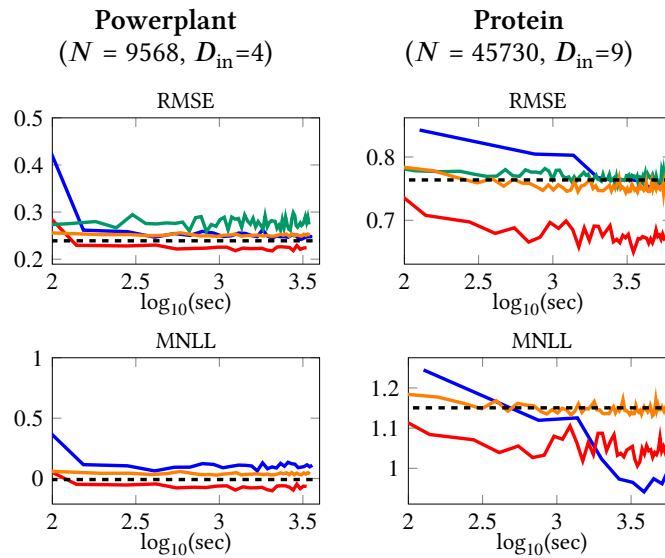 Powerplant
(N = 9568, D_in=4)
RMSE
0.5
0.4
0.3
0.2
2 2.5 3 3.5
log10(sec)
MNLL
1
0.5
0
2 2.5 3 3.5
log10(sec)
Protein
(N = 45730, D_in=9)
RMSE
0.8
0.7
2 2.5 3 3.5
log10(sec)
MNLL
1.2
1.1
1
2 2.5 3 3.5
log10(sec)